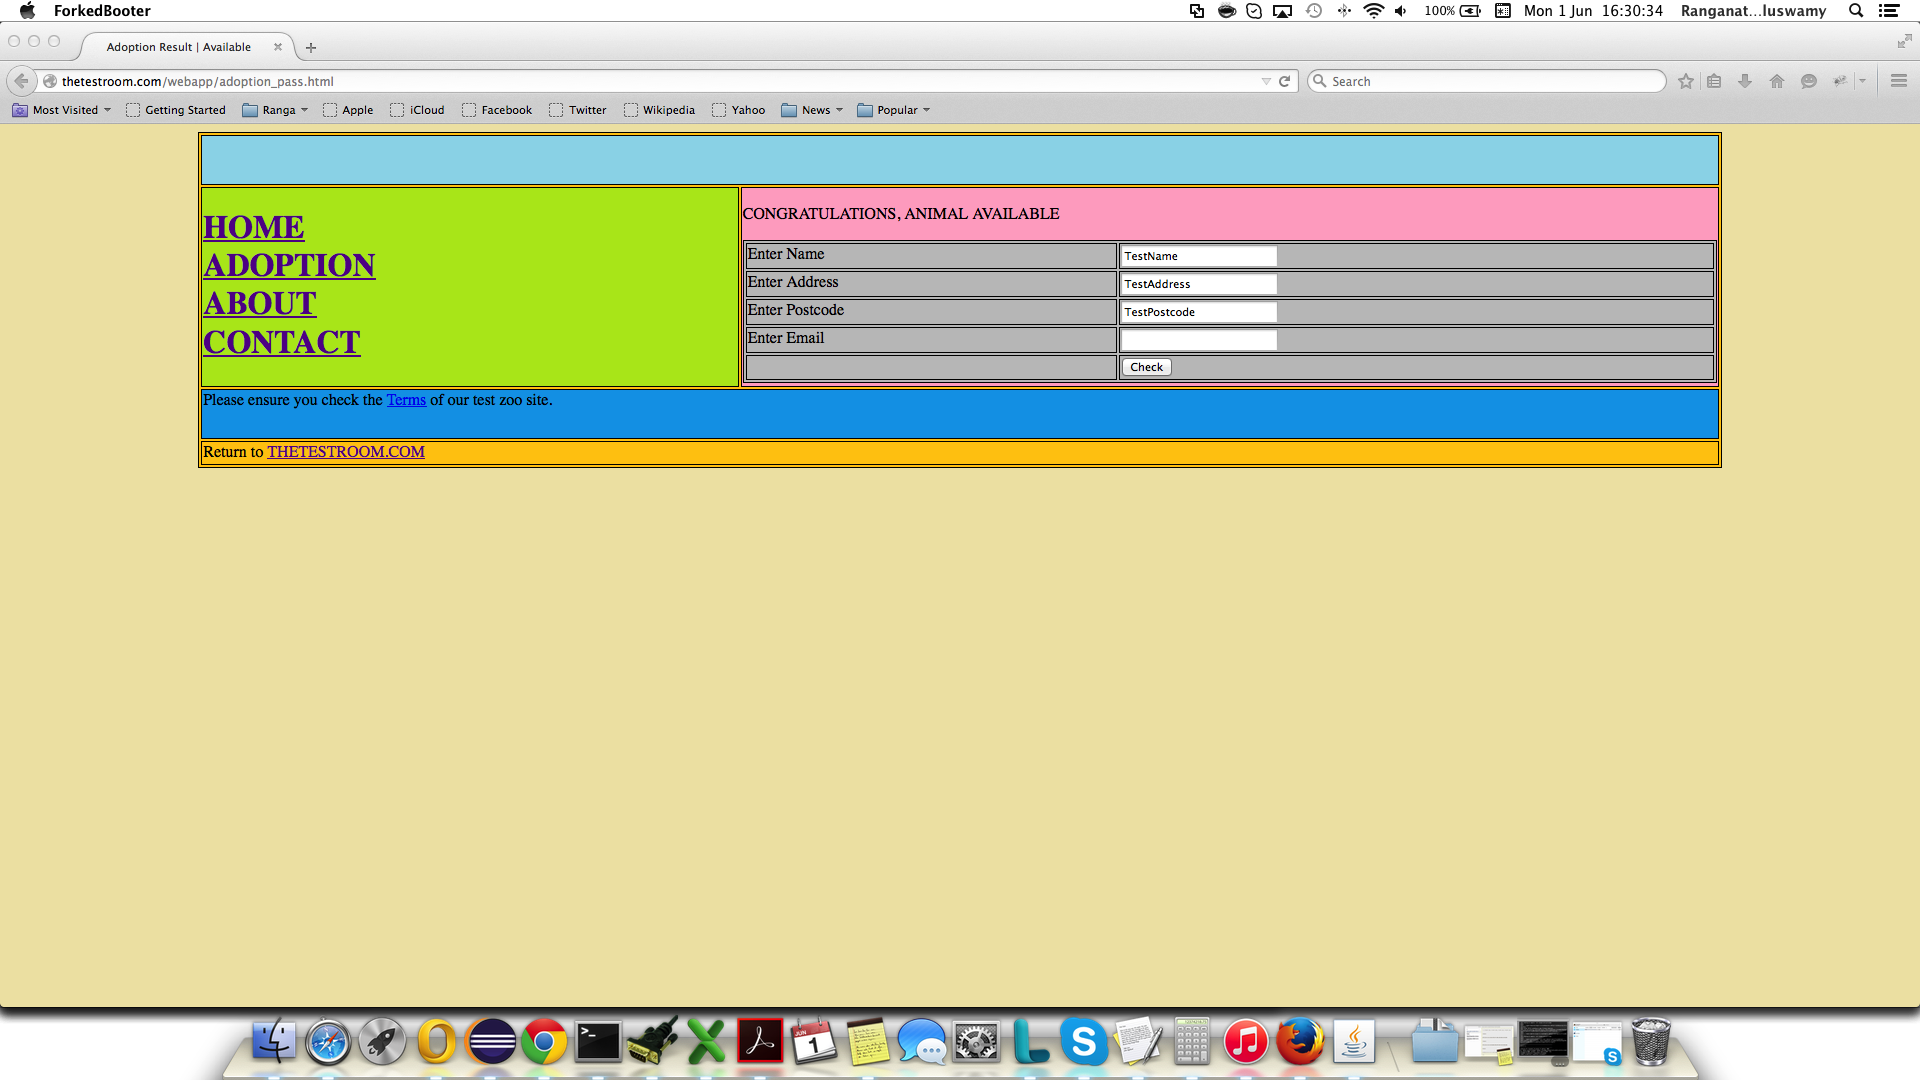 ForkedBooter 100% Mon 1 Jun 16:30:34 Ranganat...luswamy
Adoption Result | Available
thetestroom.com/webapp/adoption_pass.html Search
Most Visited Getting Started Ranga Apple iCloud Facebook Twitter Wikipedia Yahoo News Popular
HOME
ADOPTION
ABOUT
CONTACT
CONGRATULATIONS, ANIMAL AVAILABLE
Enter Name TestName
Enter Address TestAddress
Enter Postcode TestPostcode
Enter Email
Check
Please ensure you check the Terms of our test zoo site.
Return to THETESTROOM.COM
JUN
1